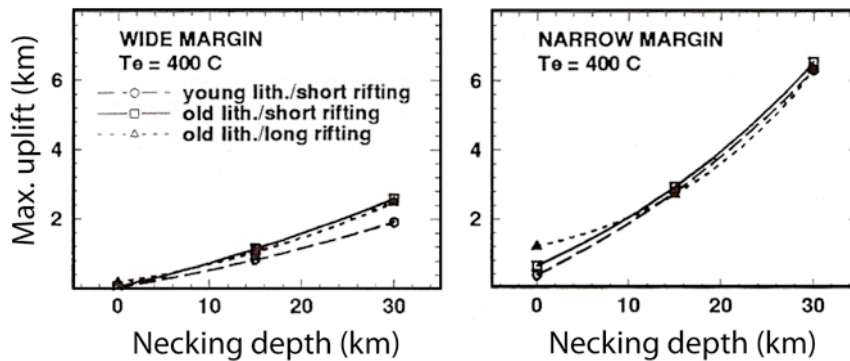 WIDE MARGIN
Te = 400 C
young lith./short rifting
old lith./short rifting
old lith./long rifting
Max. uplift (km)
6
4
2
0 10 20 30
Necking depth (km)
NARROW MARGIN
Te = 400 C
6
4
2
0 10 20 30
Necking depth (km)